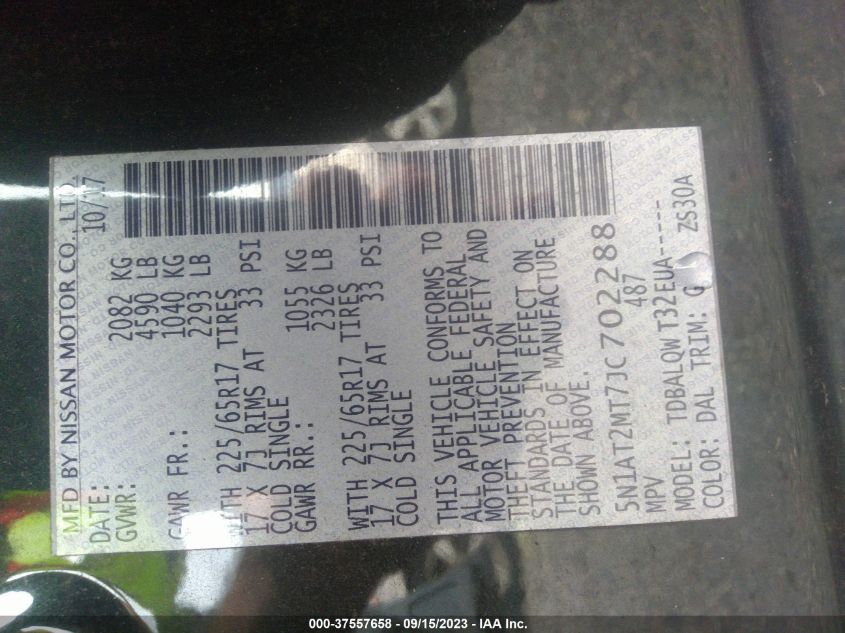 MFD BY NISSAN MOTOR CO., LTD.
DATE: 10/17
GVWR: 2082 KG
4590 LB
GAWR FR.: 1040 KG
2293 LB
WITH 225/65R17 TIRES
17 X 7J RIMS AT 33 PSI
COLD SINGLE
GAWR RR.: 1055 KG
2326 LB
WITH 225/65R17 TIRES
17 X 7J RIMS AT 33 PSI
COLD SINGLE
THIS VEHICLE CONFORMS TO
ALL APPLICABLE FEDERAL
MOTOR VEHICLE SAFETY AND
THEFT PREVENTION
STANDARDS IN EFFECT ON
THE DATE OF MANUFACTURE
SHOWN ABOVE.
5N1AT2MT7JC702288
MPV 487
MODEL: TDBALQW T32EUA-----
COLOR: DAL TRIM: G ZS30A
000-37557658 - 09/15/2023 - IAA Inc.